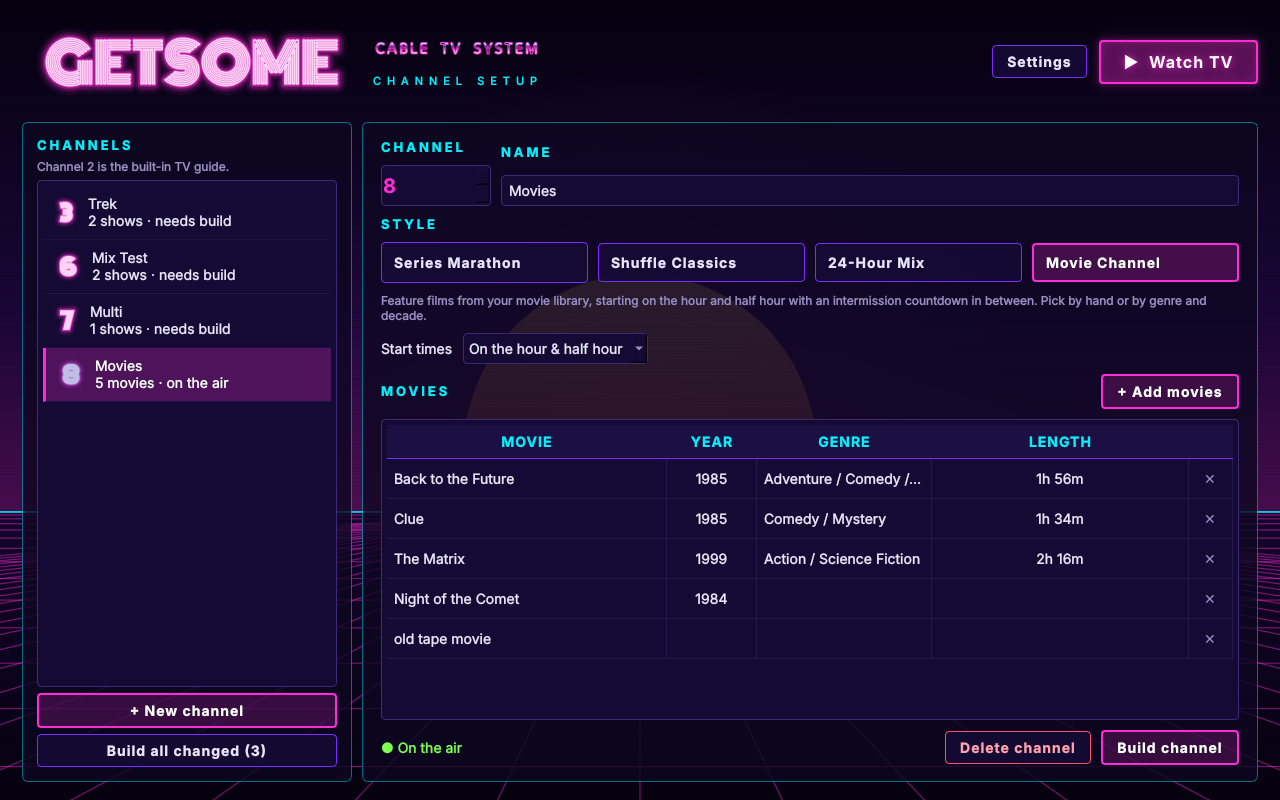 GETSOME
CABLE TV SYSTEM
CHANNEL SETUP
Settings
▶ Watch TV
CHANNELS
Channel 2 is the built-in TV guide.
3
Trek
2 shows · needs build
6
Mix Test
2 shows · needs build
7
Multi
1 shows · needs build
8
Movies
5 movies · on the air
+ New channel
Build all changed (3)
CHANNEL
NAME
8
Movies
STYLE
Series Marathon
Shuffle Classics
24-Hour Mix
Movie Channel
Feature films from your movie library, starting on the hour and half hour with an intermission countdown in between. Pick by hand or by genre and
decade.
Start times
On the hour & half hour
MOVIES
+ Add movies
MOVIE YEAR GENRE LENGTH
Back to the Future 1985 Adventure / Comedy /... 1h 56m ×
Clue 1985 Comedy / Mystery 1h 34m ×
The Matrix 1999 Action / Science Fiction 2h 16m ×
Night of the Comet 1984 ×
old tape movie ×
On the air
Delete channel
Build channel